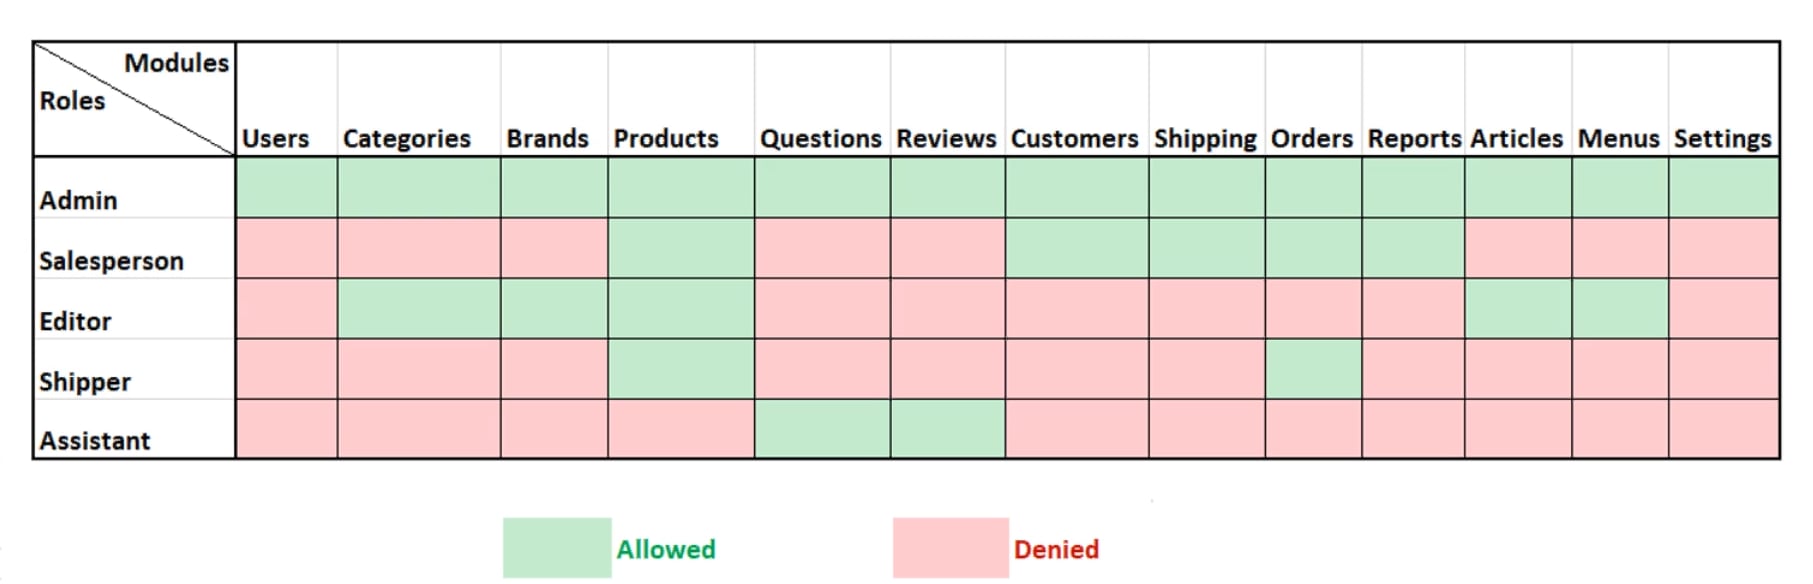 Modules
Roles
Users Categories Brands Products Questions Reviews Customers Shipping Orders Reports Articles Menus Settings
Admin
Salesperson
Editor
Shipper
Assistant
Allowed Denied